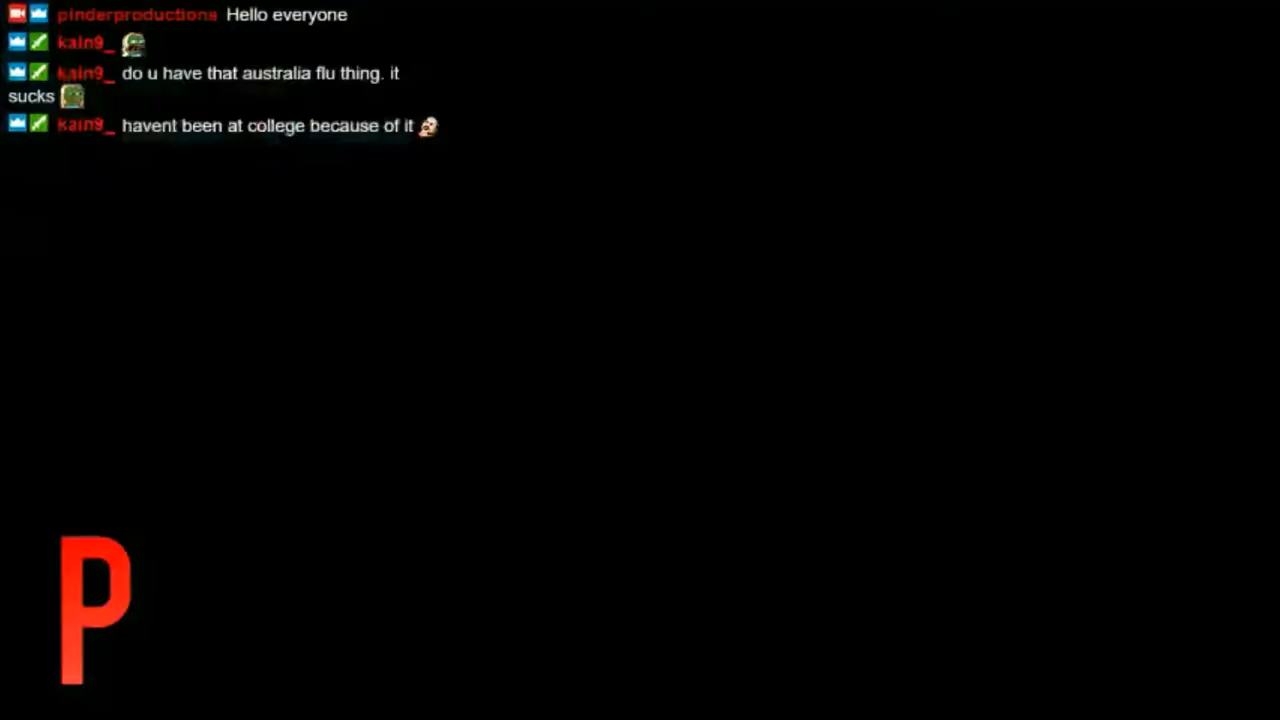 pinderproductions Hello everyone
kain9_
kain9_ do u have that australia flu thing. it
sucks
kain9_ havent been at college because of it
P